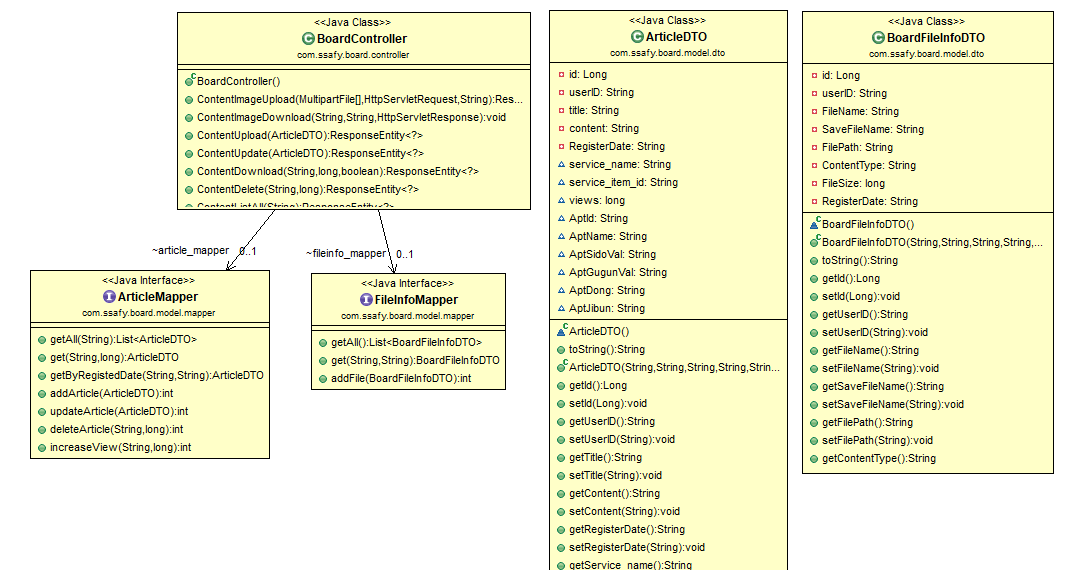 <<Java Class>>
BoardController
com.ssafy.board.controller
BoardController()
ContentImageUpload(MultipartFile[],HttpServletRequest,String):Res...
ContentImageDownload(String,String,HttpServletResponse):void
ContentUpload(ArticleDTO):ResponseEntity<?>
ContentUpdate(ArticleDTO):ResponseEntity<?>
ContentDownload(String,long,boolean):ResponseEntity<?>
ContentDelete(String,long):ResponseEntity<?>
ContentListAll(String):ResponseEntity<?>
~article_mapper 0..1
~fileinfo_mapper 0..1
<<Java Interface>>
ArticleMapper
com.ssafy.board.model.mapper
getAll(String):List<ArticleDTO>
get(String,long):ArticleDTO
getByRegistedDate(String,String):ArticleDTO
addArticle(ArticleDTO):int
updateArticle(ArticleDTO):int
deleteArticle(String,long):int
increaseView(String,long):int
<<Java Interface>>
FileInfoMapper
com.ssafy.board.model.mapper
getAll():List<BoardFileInfoDTO>
get(String,String):BoardFileInfoDTO
addFile(BoardFileInfoDTO):int
<<Java Class>>
ArticleDTO
com.ssafy.board.model.dto
id: Long
userID: String
title: String
content: String
RegisterDate: String
service_name: String
service_item_id: String
views: long
AptId: String
AptName: String
AptSidoVal: String
AptGugunVal: String
AptDong: String
AptJibun: String
ArticleDTO()
toString():String
ArticleDTO(String,String,String,String,Strin...
getId():Long
setId(Long):void
getUserID():String
setUserID(String):void
getTitle():String
setTitle(String):void
getContent():String
setContent(String):void
getRegisterDate():String
setRegisterDate(String):void
getService_name():String
<<Java Class>>
BoardFileInfoDTO
com.ssafy.board.model.dto
id: Long
userID: String
FileName: String
SaveFileName: String
FilePath: String
ContentType: String
FileSize: long
RegisterDate: String
BoardFileInfoDTO()
BoardFileInfoDTO(String,String,String,String,...
toString():String
getId():Long
setId(Long):void
getUserID():String
setUserID(String):void
getFileName():String
setFileName(String):void
getSaveFileName():String
setSaveFileName(String):void
getFilePath():String
setFilePath(String):void
getContentType():String